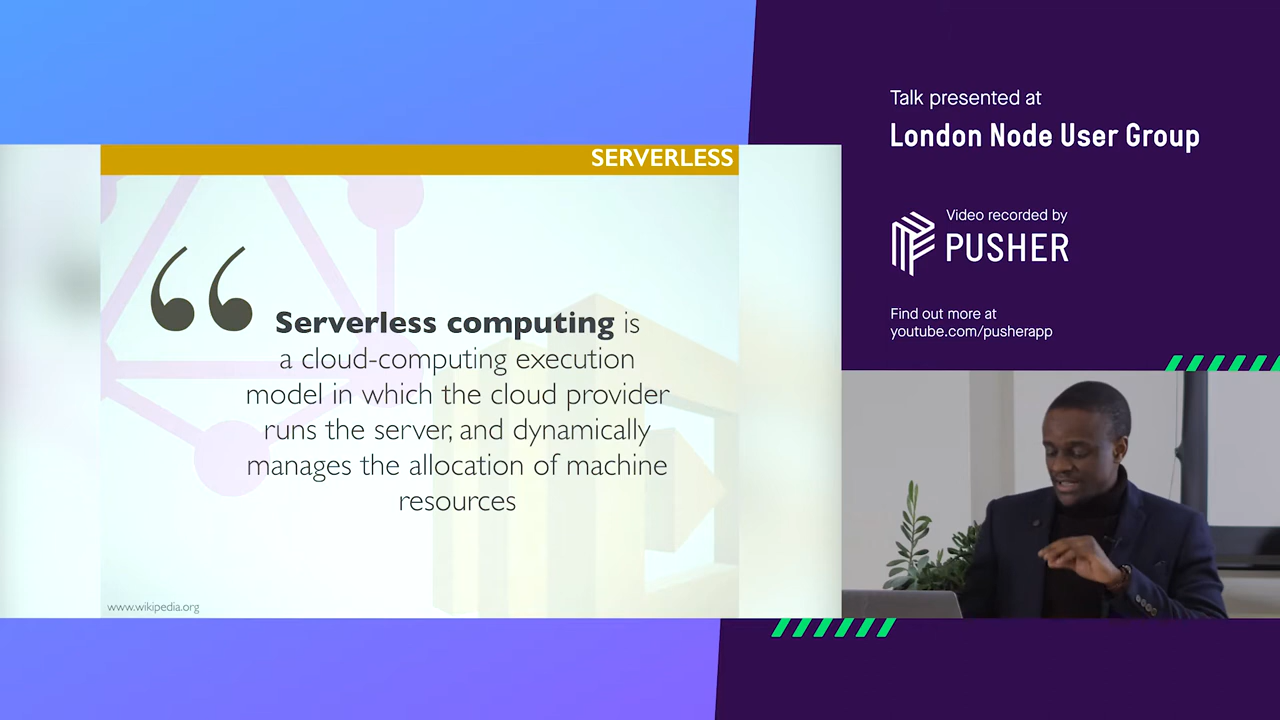 SERVERLESS
“
Serverless computing is
a cloud-computing execution
model in which the cloud provider
runs the server, and dynamically
manages the allocation of machine
resources
www.wikipedia.org
Talk presented at
London Node User Group
Video recorded by
PUSHER
Find out more at
youtube.com/pusherapp